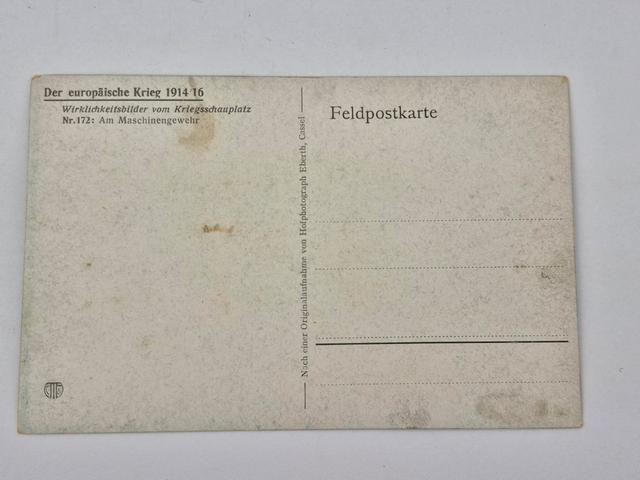 Der europäische Krieg 1914/16
Wirklichkeitsbilder vom Kriegsschauplatz
Nr. 172: Am Maschinengewehr
Nach einer Originalaufnahme von Hofphotograph Eberth, Cassel
Feldpostkarte